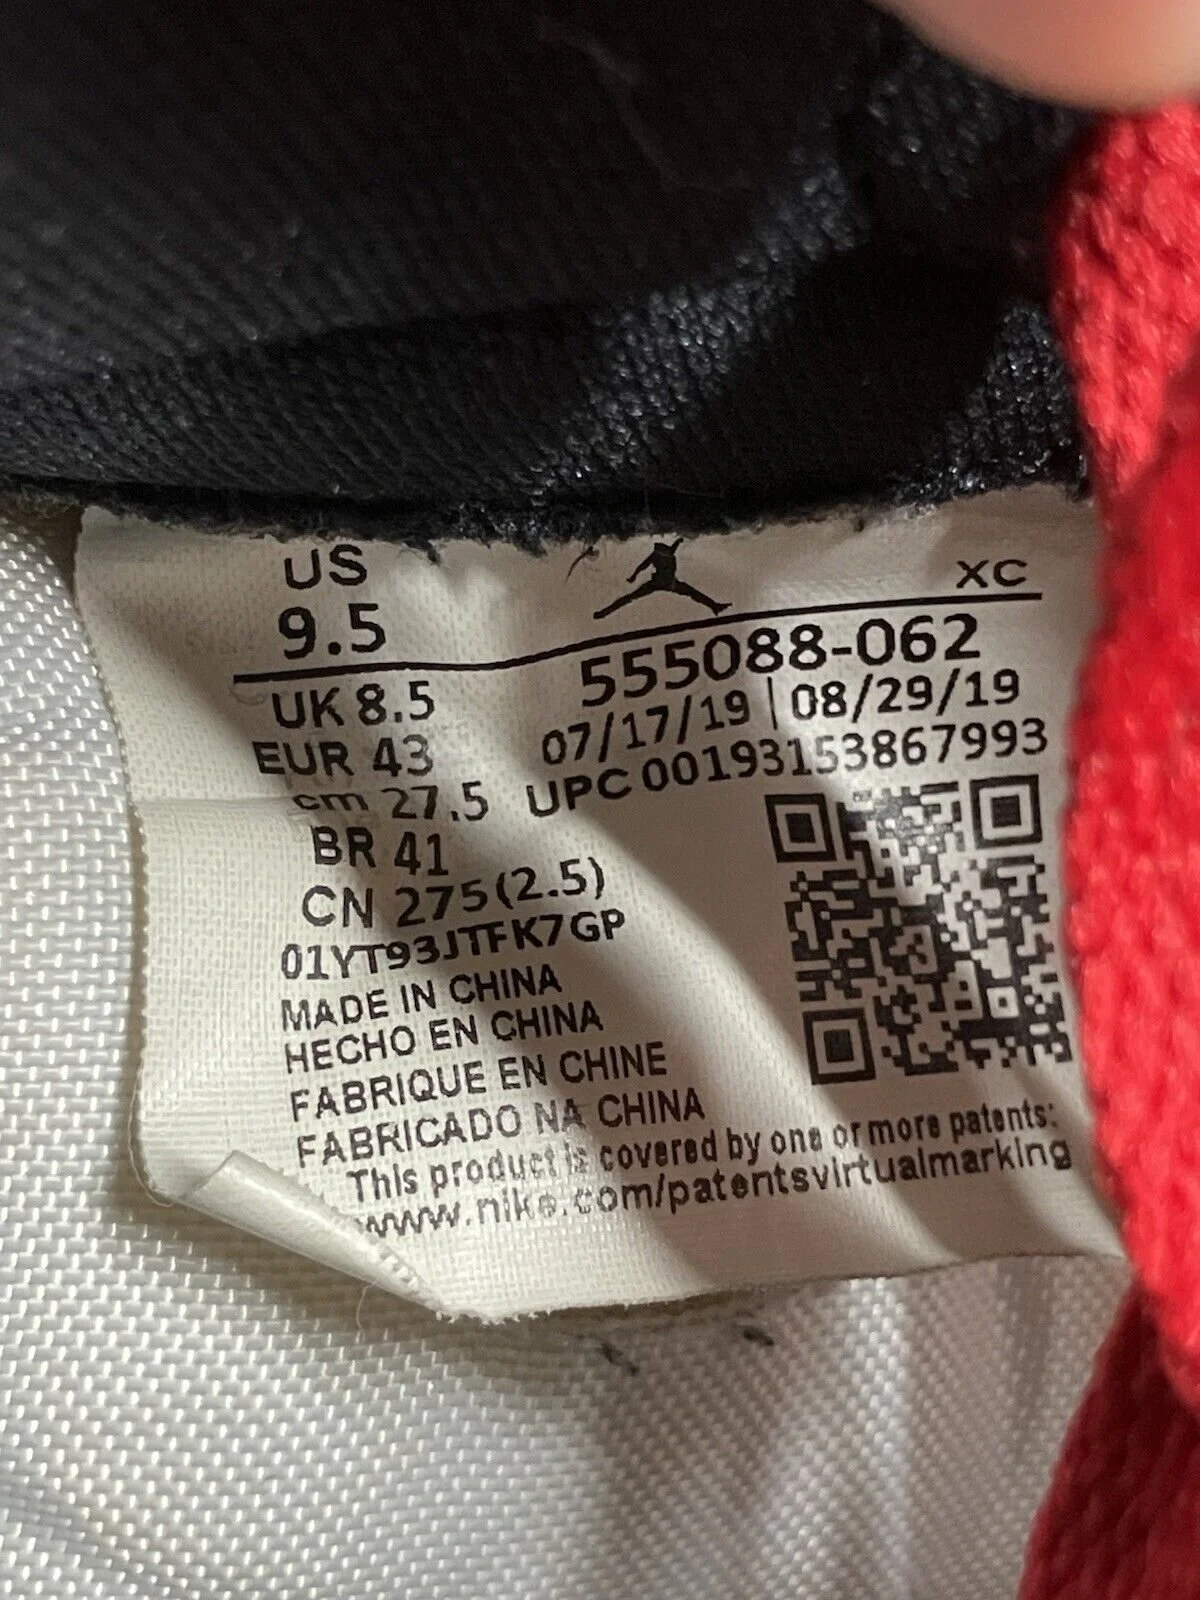 US
9.5
XC
555088-062
07/17/19 | 08/29/19
UPC 00193153867993
UK 8.5
EUR 43
cm 27.5
BR 41
CN 275(2.5)
01YT93JTFK7GP
MADE IN CHINA
HECHO EN CHINA
FABRIQUE EN CHINE
FABRICADO NA CHINA
This product is covered by one or more patents:
www.nike.com/patentsvirtualmarking